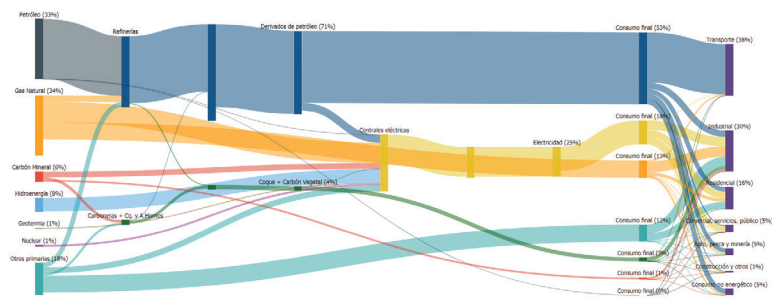 Petróleo (33%)
Gas Natural (34%)
Carbón Mineral (6%)
Hidroenergía (8%)
Geotermia (1%)
Nuclear (1%)
Otros primarias (18%)
Refinerías
Carboneras + Cq. y A.Hornos
Derivados de petróleo (71%)
Coque + Carbón Vegetal (4%)
Centrales eléctricas
Electricidad (25%)
Consumo final (53%)
Consumo final (18%)
Consumo final (13%)
Consumo final (12%)
Consumo final (3%)
Consumo final (1%)
Consumo final (0%)
Transporte (38%)
Industrial (30%)
Residencial (16%)
Comercial, servicios, público (5%)
Agro, pesca y minería (5%)
Construcción y otros (1%)
Consumo no energético (5%)